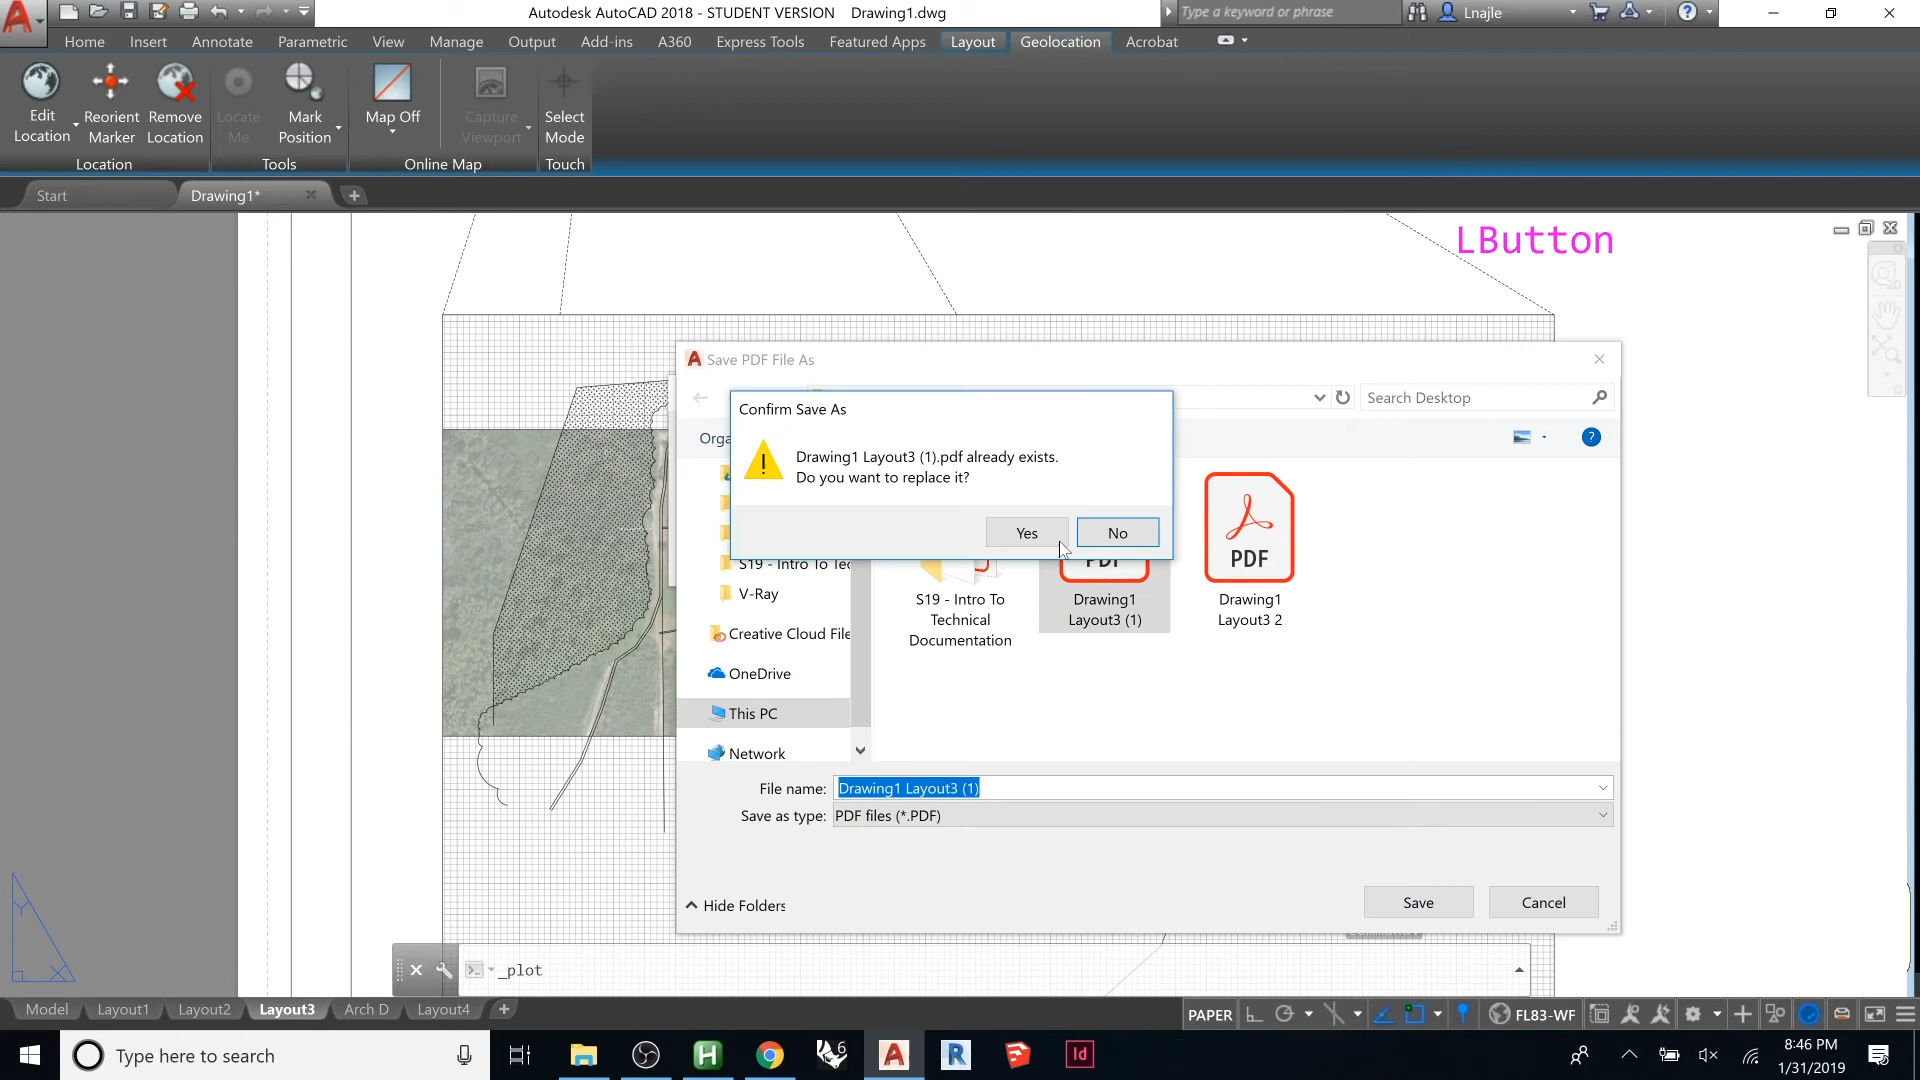 Autodesk AutoCAD 2018 - STUDENT VERSION Drawing1.dwg
Type a keyword or phrase
Lnajle
Home Insert Annotate Parametric View Manage Output Add-ins A360 Express Tools Featured Apps Layout Geolocation Acrobat
Edit Location
Reorient Marker
Remove Location
Locate Me
Mark Position
Map Off
Capture Viewport
Select Mode
Location Tools Online Map Touch
Start Drawing1*
LButton
Save PDF File As
Search Desktop
Orga
Confirm Save As
Drawing1 Layout3 (1).pdf already exists.
Do you want to replace it?
Yes No
S19 - Intro To Tec
V-Ray
Creative Cloud File
OneDrive
This PC
Network
S19 - Intro To
Technical
Documentation
PDF
Drawing1
Layout3 (1)
PDF
Drawing1
Layout3 2
File name: Drawing1 Layout3 (1)
Save as type: PDF files (*.PDF)
Hide Folders
Save Cancel
_plot
Model Layout1 Layout2 Layout3 Arch D Layout4
PAPER
FL83-WF
Type here to search
6
Id
8:46 PM
1/31/2019